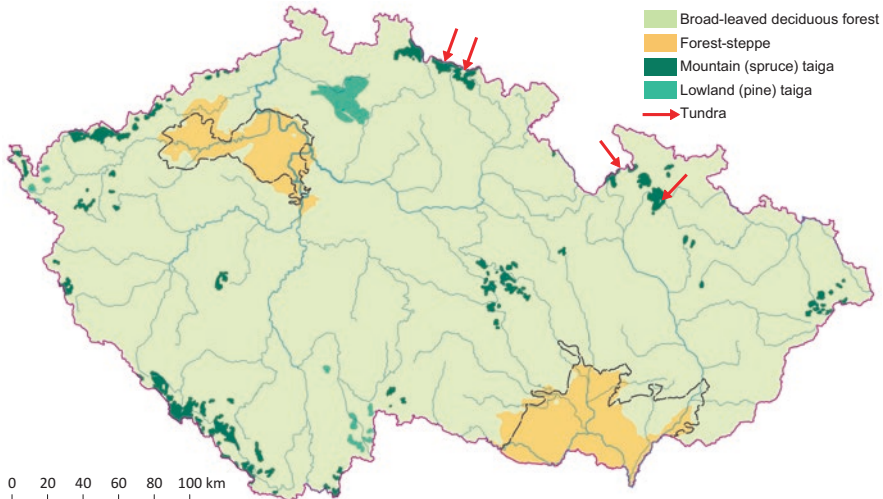 Broad-leaved deciduous forest
Forest-steppe
Mountain (spruce) taiga
Lowland (pine) taiga
Tundra
0 20 40 60 80 100 km